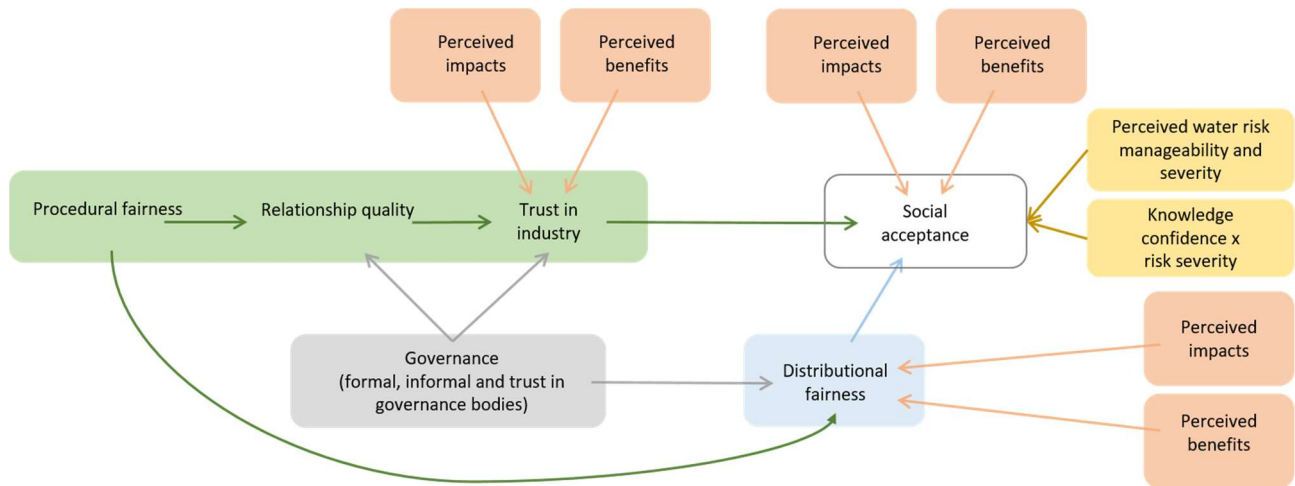 Perceived
impacts
Perceived
benefits
Perceived
impacts
Perceived
benefits
Perceived water risk
manageability and
severity
Procedural fairness
Relationship quality
Trust in
industry
Social
acceptance
Knowledge
confidence x
risk severity
Governance
(formal, informal and trust in
governance bodies)
Distributional
fairness
Perceived
impacts
Perceived
benefits